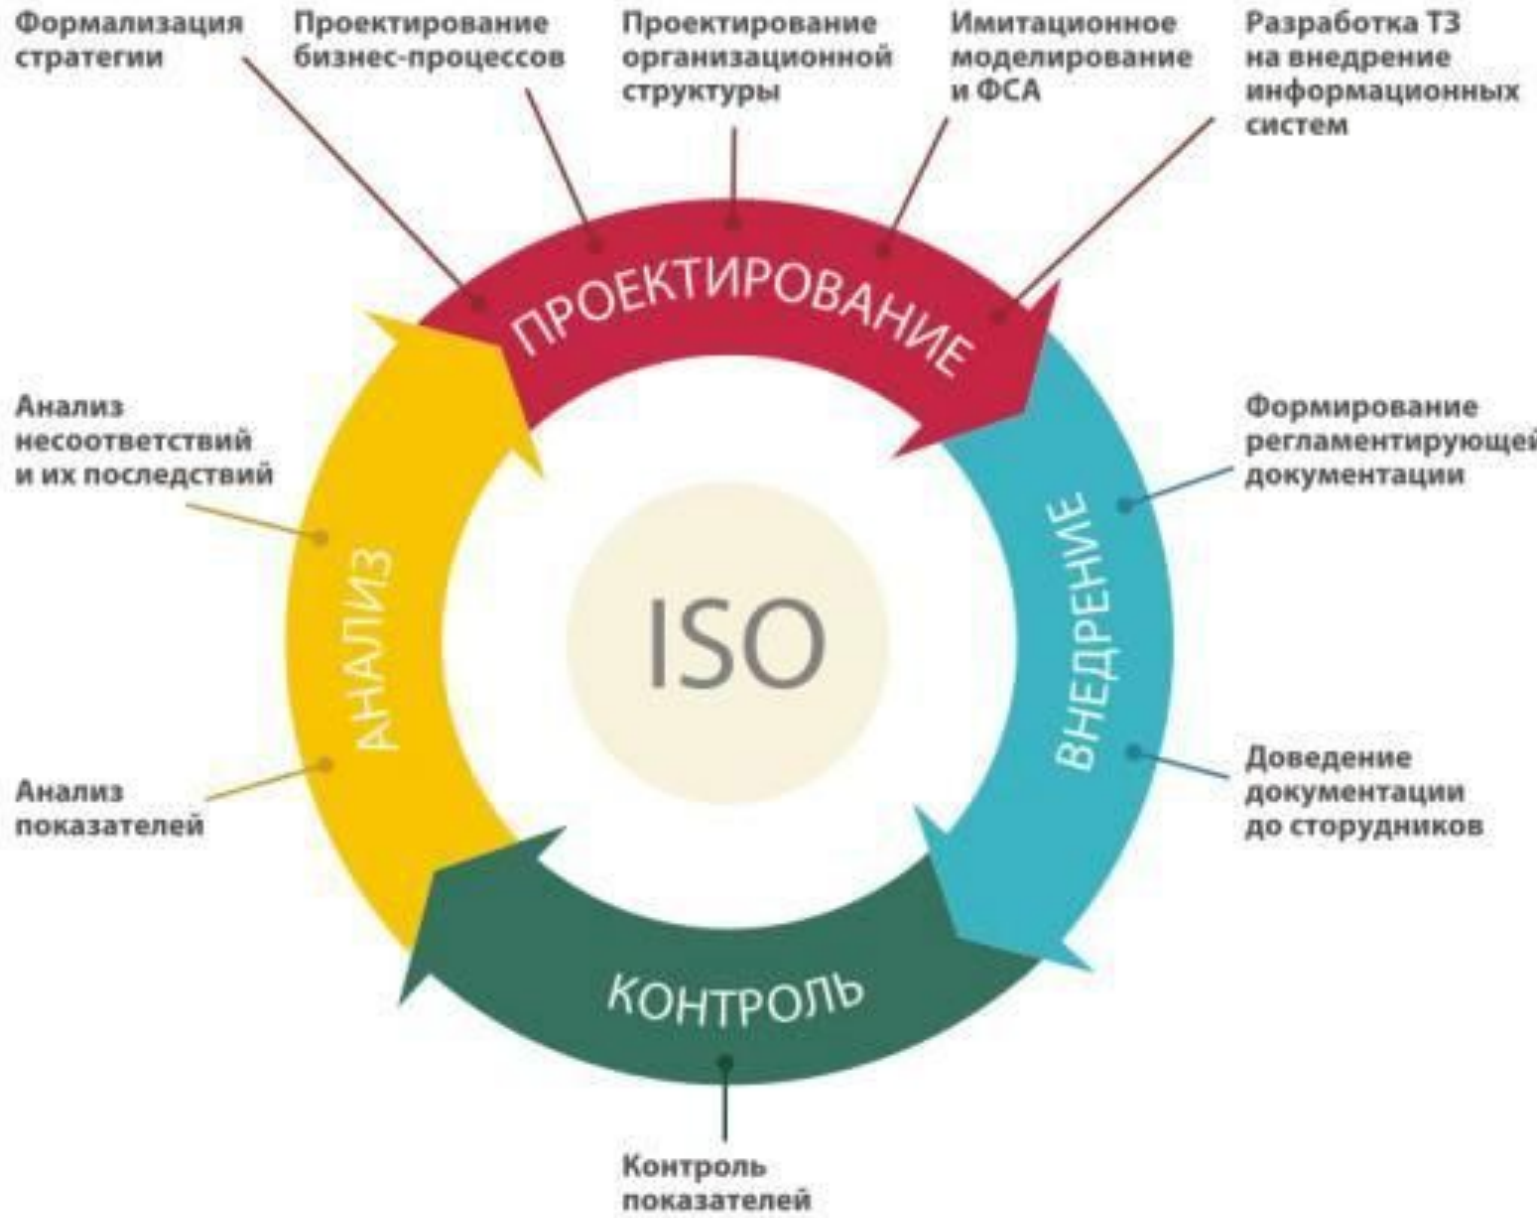 Формализация
стратегии
Проектирование
бизнес-процессов
Проектирование
организационной
структуры
Имитационное
моделирование
и ФСА
Разработка ТЗ
на внедрение
информационных
систем
ПРОЕКТИРОВАНИЕ
Анализ
несоответствий
и их последствий
Формирование
регламентирующей
документации
АНАЛИЗ
ISO
ВНЕДРЕНИЕ
Анализ
показателей
Доведение
документации
до сторудников
КОНТРОЛЬ
Контроль
показателей